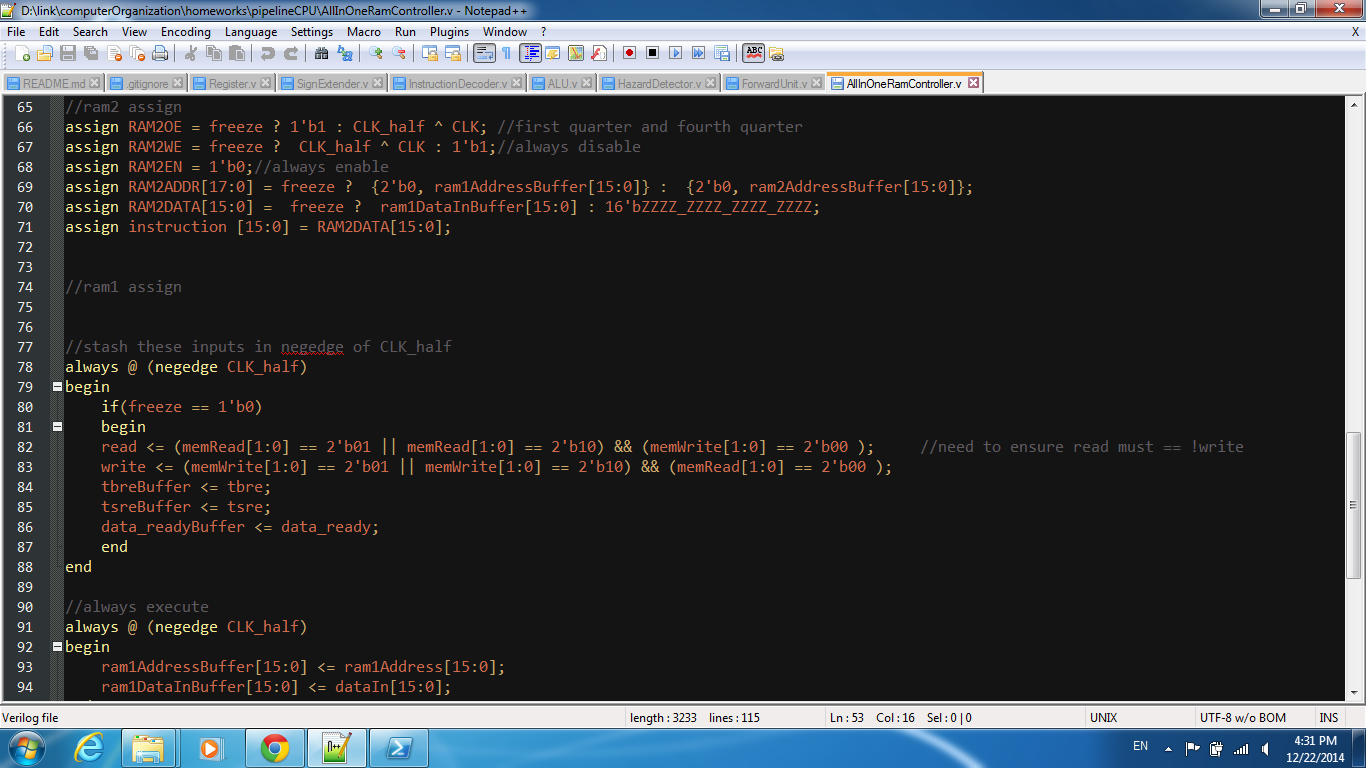 D:\link\computerOrganization\homeworks\pipelineCPU\AllInOneRamController.v - Notepad++
File Edit Search View Encoding Language Settings Macro Run Plugins Window ? X
README.md .gitignore Register.v SignExtender.v InstructionDecoder.v ALU.v HazardDetector.v ForwardUnit.v AllInOneRamController.v
65 //ram2 assign
66 assign RAM2OE = freeze ? 1'b1 : CLK_half ^ CLK; //first quarter and fourth quarter
67 assign RAM2WE = freeze ?  CLK_half ^ CLK : 1'b1;//always disable
68 assign RAM2EN = 1'b0;//always enable
69 assign RAM2ADDR[17:0] = freeze ?  {2'b0, ram1AddressBuffer[15:0]} :  {2'b0, ram2AddressBuffer[15:0]};
70 assign RAM2DATA[15:0] =  freeze ?  ram1DataInBuffer[15:0] : 16'bZZZZ_ZZZZ_ZZZZ_ZZZZ;
71 assign instruction [15:0] = RAM2DATA[15:0];
72
73
74 //ram1 assign
75
76
77 //stash these inputs in negedge of CLK_half
78 always @ (negedge CLK_half)
79 begin
80     if(freeze == 1'b0)
81     begin
82     read <= (memRead[1:0] == 2'b01 || memRead[1:0] == 2'b10) && (memWrite[1:0] == 2'b00 );     //need to ensure read must == !write
83     write <= (memWrite[1:0] == 2'b01 || memWrite[1:0] == 2'b10) && (memRead[1:0] == 2'b00 );
84     tbreBuffer <= tbre;
85     tsreBuffer <= tsre;
86     data_readyBuffer <= data_ready;
87     end
88 end
89
90 //always execute
91 always @ (negedge CLK_half)
92 begin
93     ram1AddressBuffer[15:0] <= ram1Address[15:0];
94     ram1DataInBuffer[15:0] <= dataIn[15:0];
Verilog file length : 3233 lines : 115 Ln : 53 Col : 16 Sel : 0 | 0 UNIX UTF-8 w/o BOM INS
EN 4:31 PM
12/22/2014